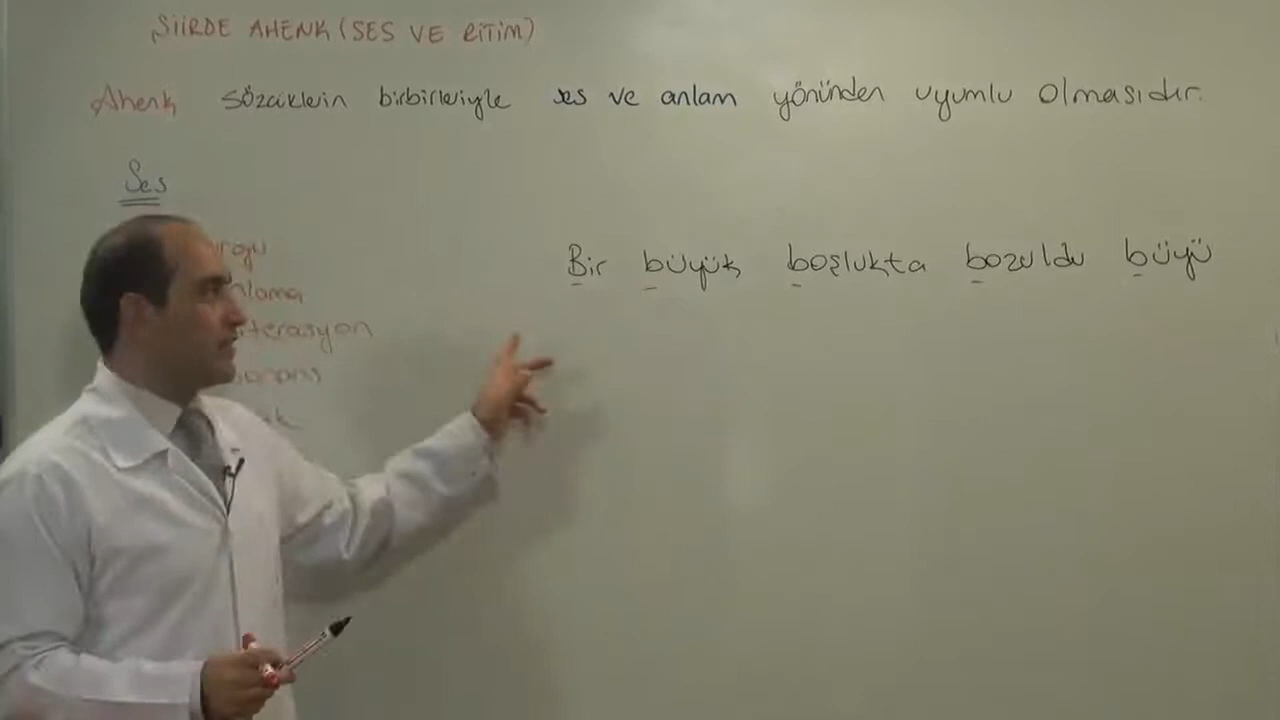 ŞİİRDE AHENK (SES VE RİTİM)
Ahenk sözcüklerin birbirleriyle ses ve anlam yönünden uyumlu olmasıdır.
Ses
Bir büyük boşlukta bozuldu büyü